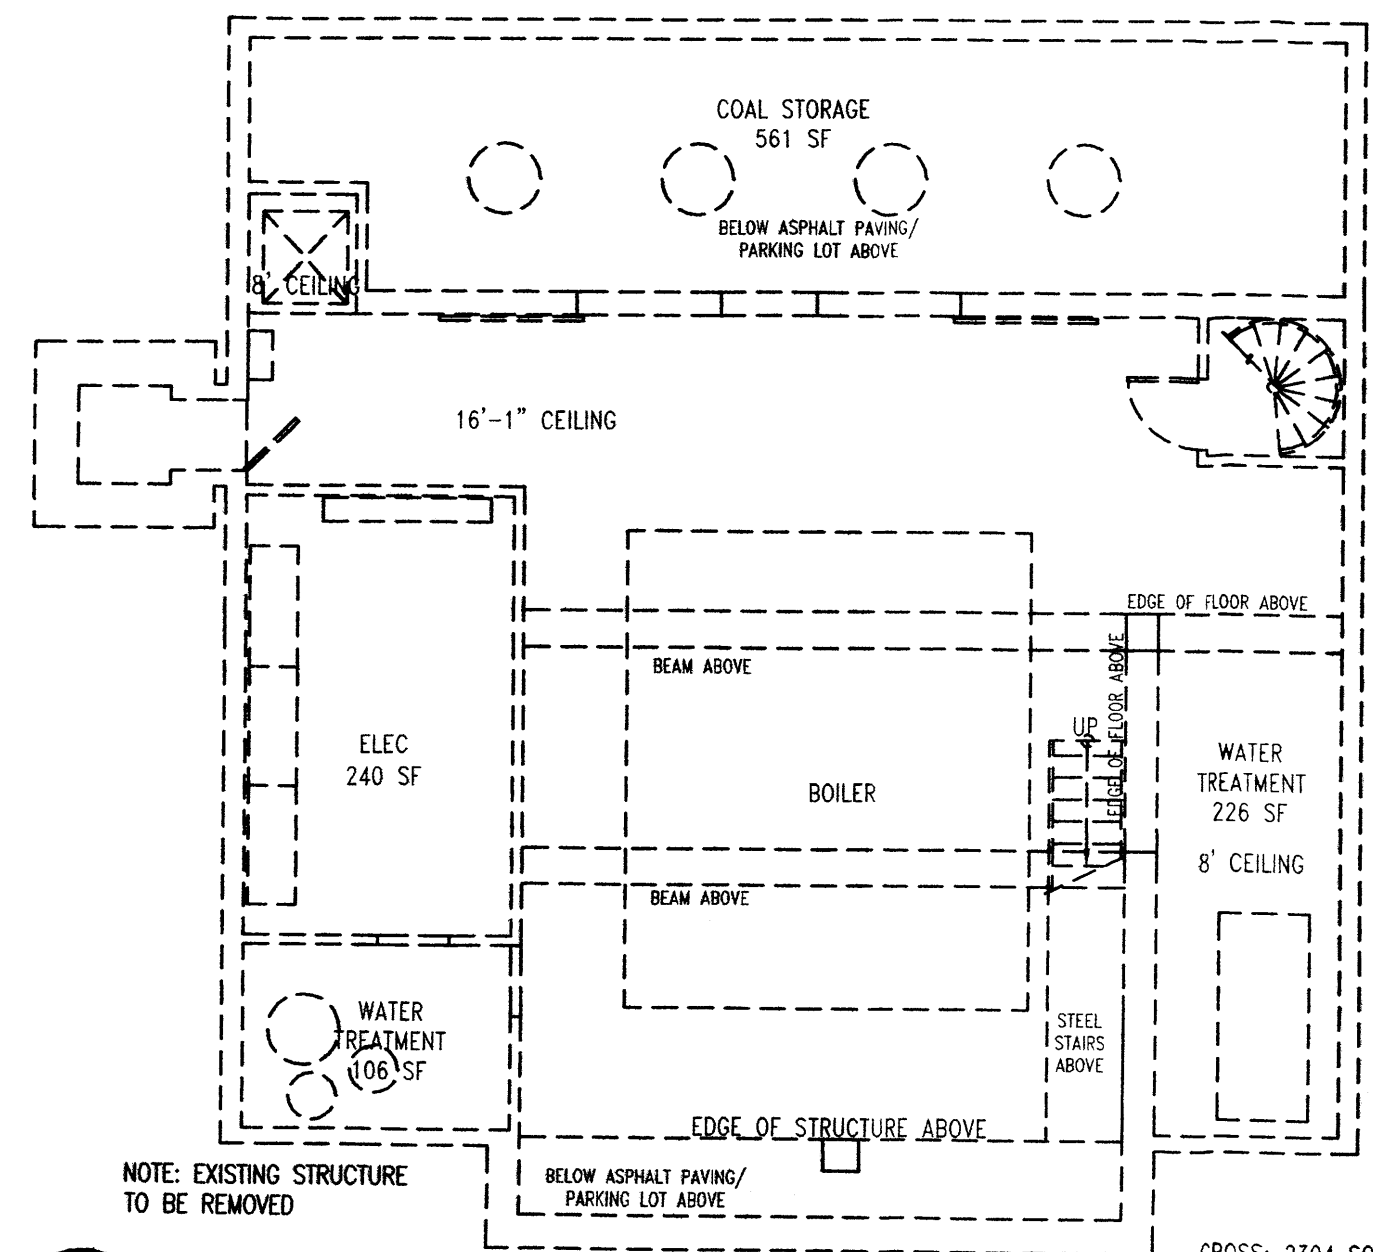 COAL STORAGE
561 SF
BELOW ASPHALT PAVING/
PARKING LOT ABOVE
8' CEILING
16'-1" CEILING
EDGE OF FLOOR ABOVE
BEAM ABOVE
EDGE OF FLOOR ABOVE
UP
ELEC
240 SF
BOILER
WATER
TREATMENT
226 SF
8' CEILING
BEAM ABOVE
WATER
TREATMENT
106 SF
STEEL
STAIRS
ABOVE
EDGE OF STRUCTURE ABOVE
NOTE: EXISTING STRUCTURE
TO BE REMOVED
BELOW ASPHALT PAVING/
PARKING LOT ABOVE